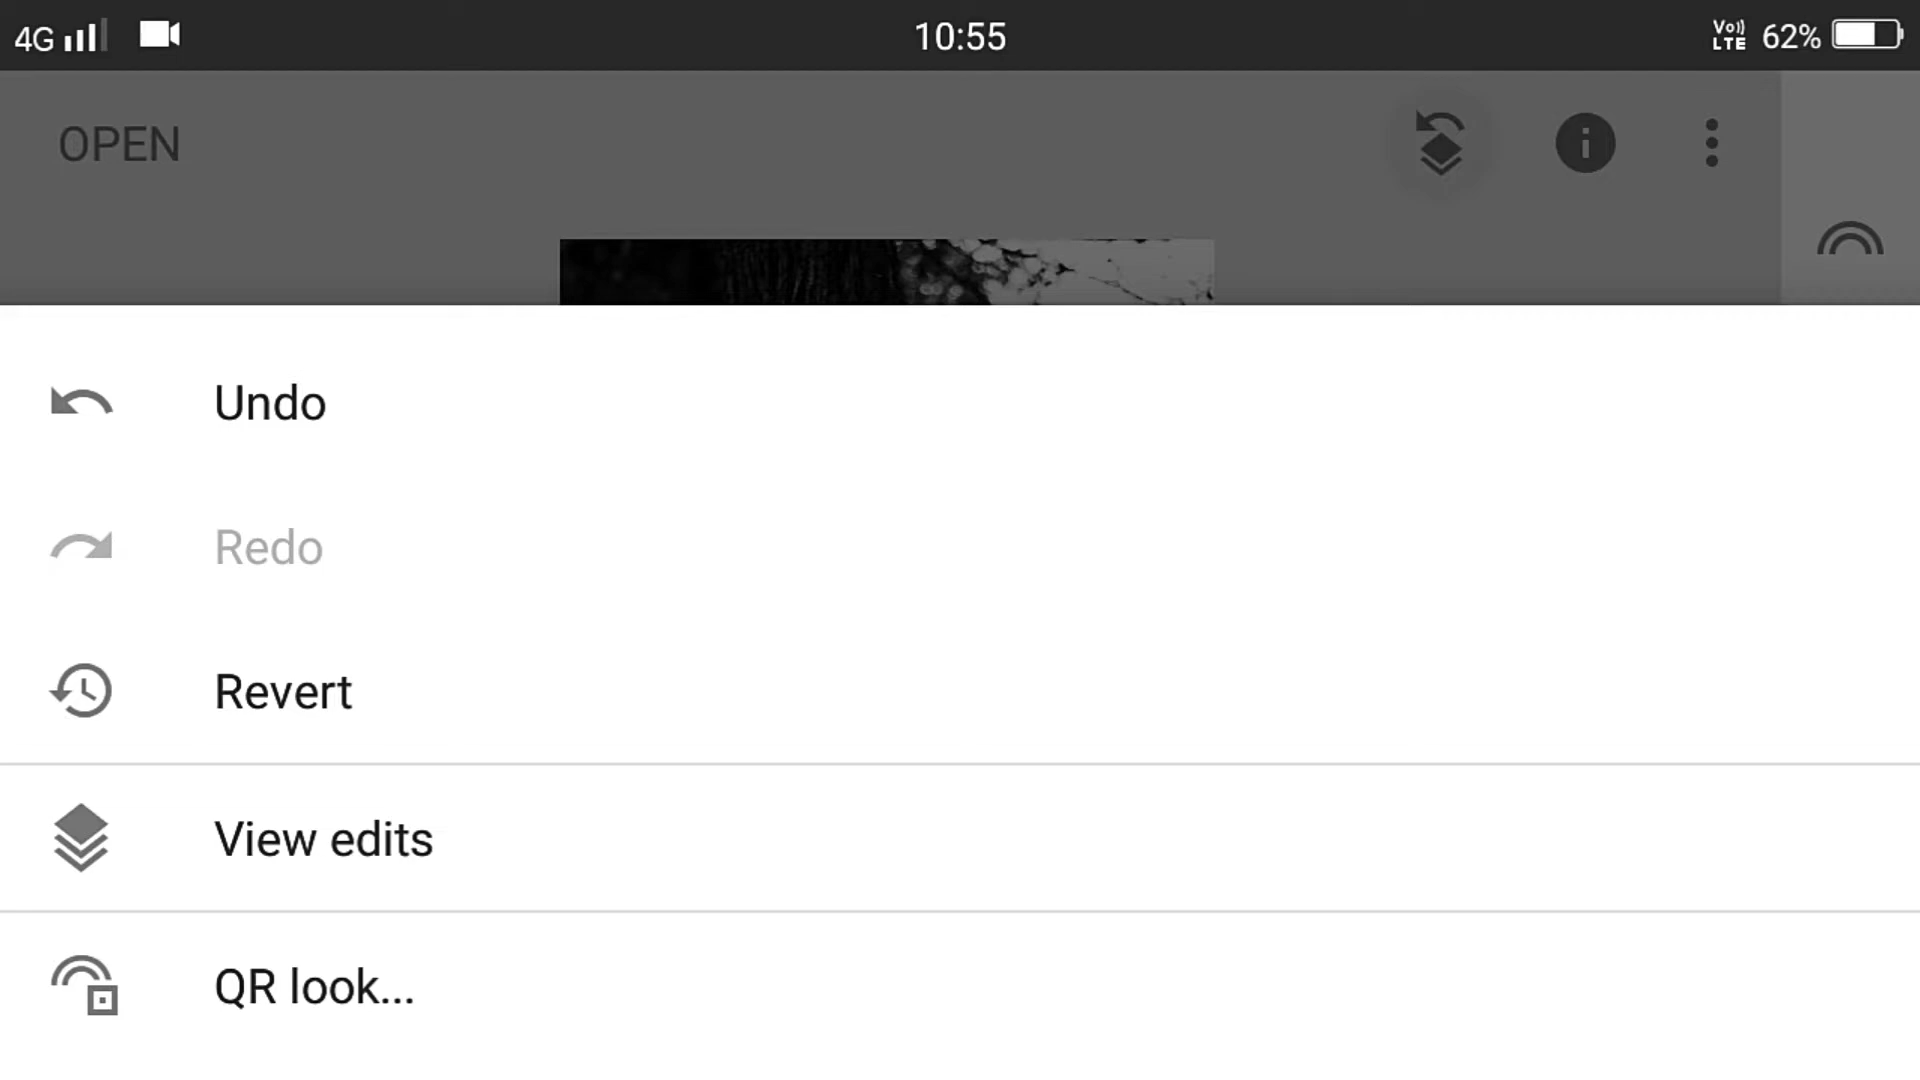 4G
10:55
Vo))
LTE
62%
OPEN
Undo
Redo
Revert
View edits
QR look...